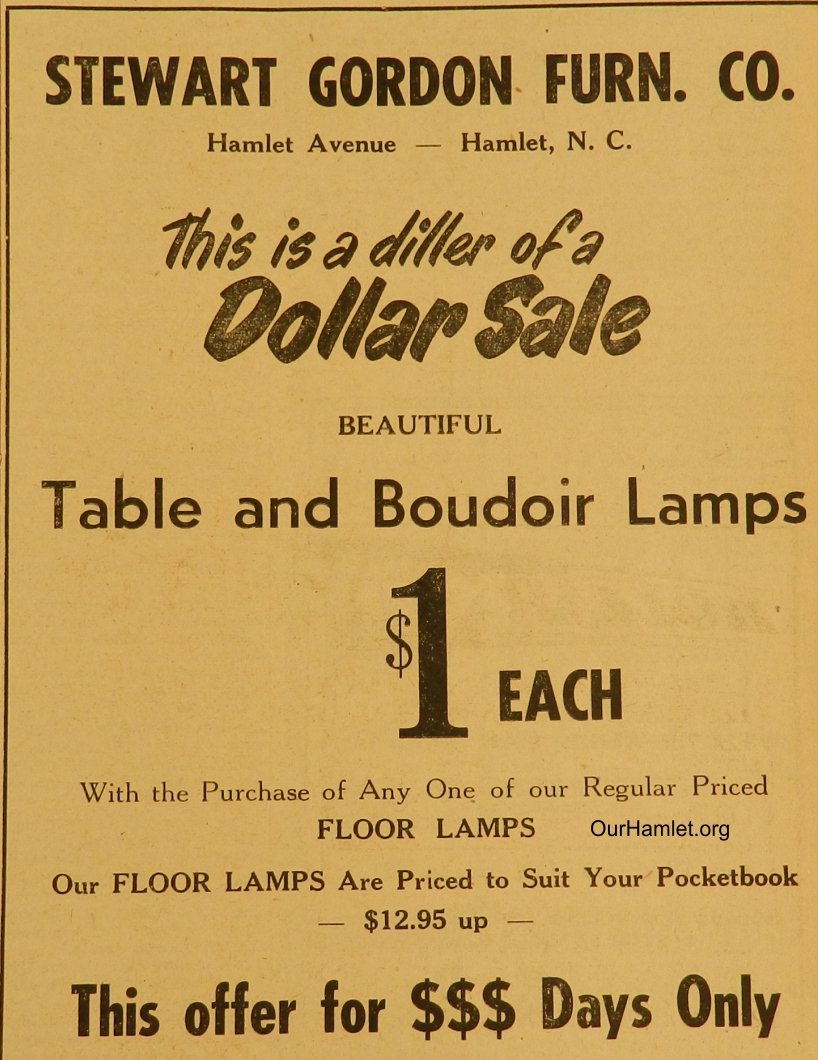 STEWART GORDON FURN. CO.
Hamlet Avenue — Hamlet, N. C.
This is a diller of a
Dollar Sale
BEAUTIFUL
Table and Boudoir Lamps
$1 EACH
With the Purchase of Any One of our Regular Priced
FLOOR LAMPS
OurHamlet.org
Our FLOOR LAMPS Are Priced to Suit Your Pocketbook
— $12.95 up —
This offer for $$$ Days Only